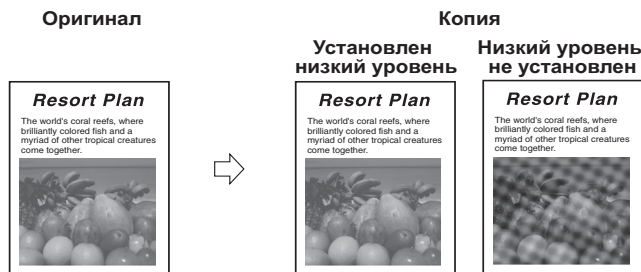 Оригинал
Копия
Установлен
низкий уровень
Низкий уровень
не установлен
Resort Plan
The world's coral reefs, where
brilliantly colored fish and a
myriad of other tropical creatures
come together.
Resort Plan
The world's coral reefs, where
brilliantly colored fish and a
myriad of other tropical creatures
come together.
Resort Plan
The world's coral reefs, where
brilliantly colored fish and a
myriad of other tropical creatures
come together.